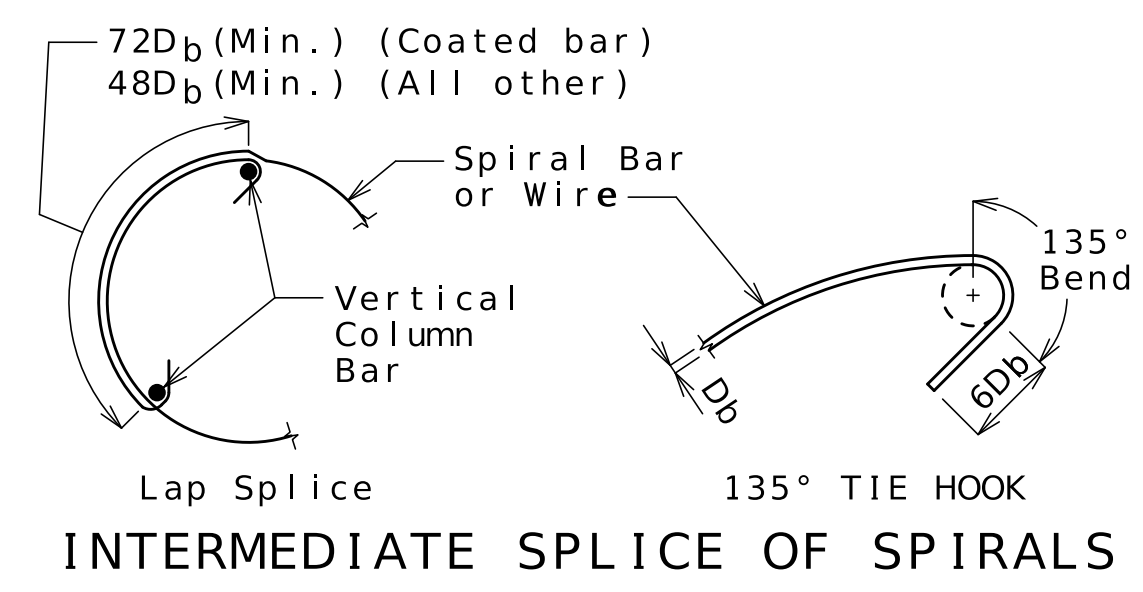 72Db(Min.) (Coated bar)
48Db(Min.) (All other)
Spiral Bar
or Wire
135°
Bend
Vertical
Column
Bar
Db
6Db
Lap Splice
135° TIE HOOK
INTERMEDIATE SPLICE OF SPIRALS